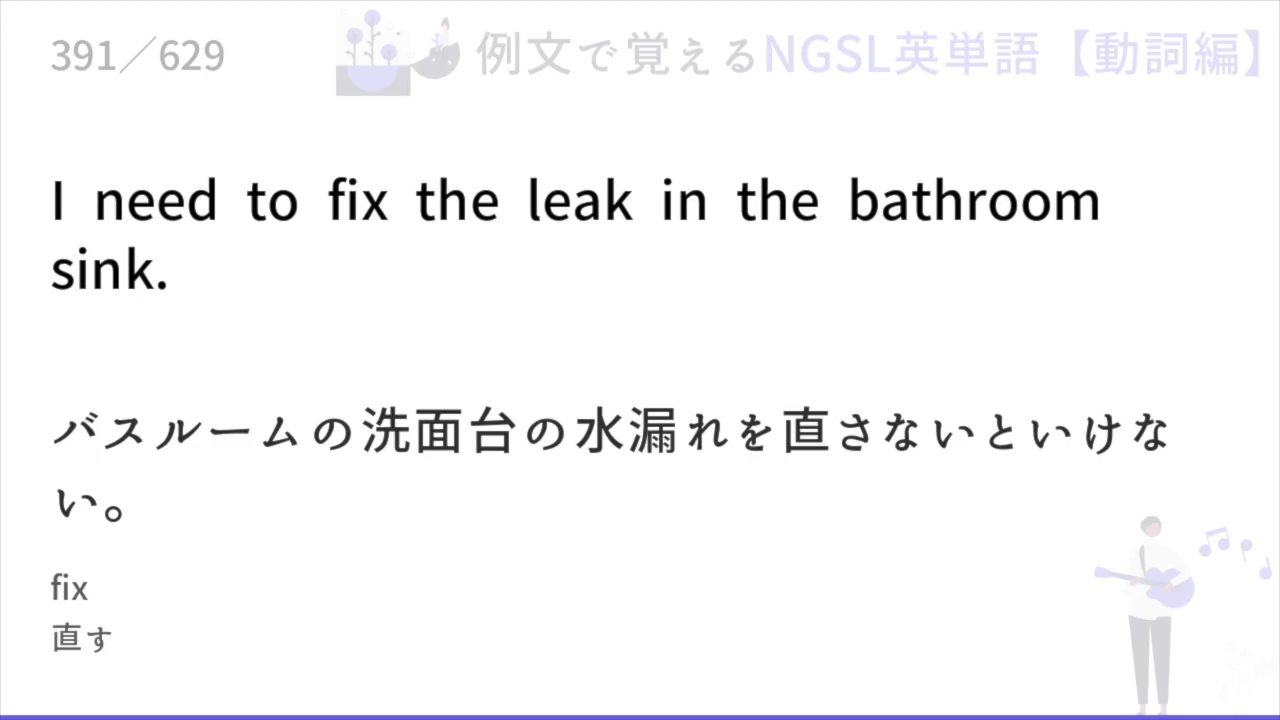 391／629
例文で覚えるNGSL英単語【動詞編】
I need to fix the leak in the bathroom
sink.
バスルームの洗面台の水漏れを直さないといけな
い。
fix
直す